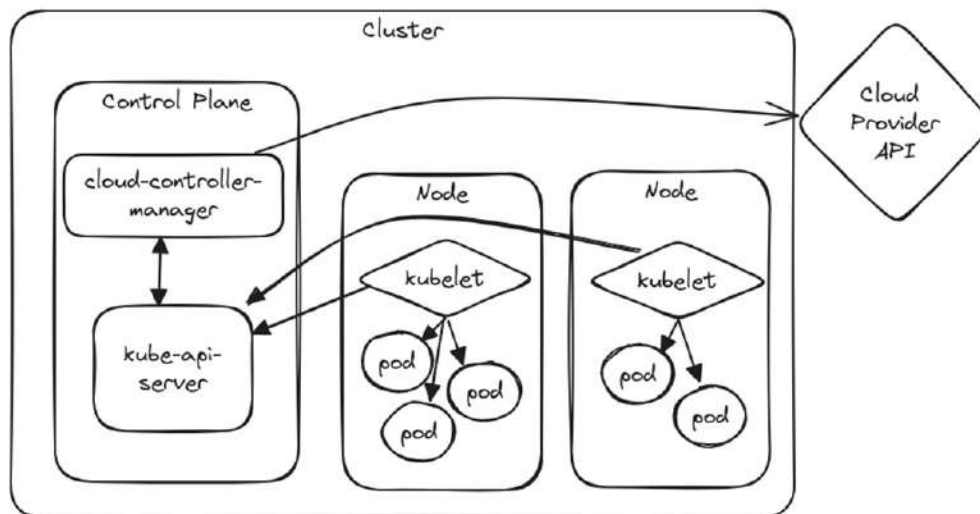 Cluster
Control Plane
cloud-controller-
manager
kube-api-
server
Node
kubelet
pod
pod
pod
Node
kubelet
pod
pod
Cloud
Provider
API